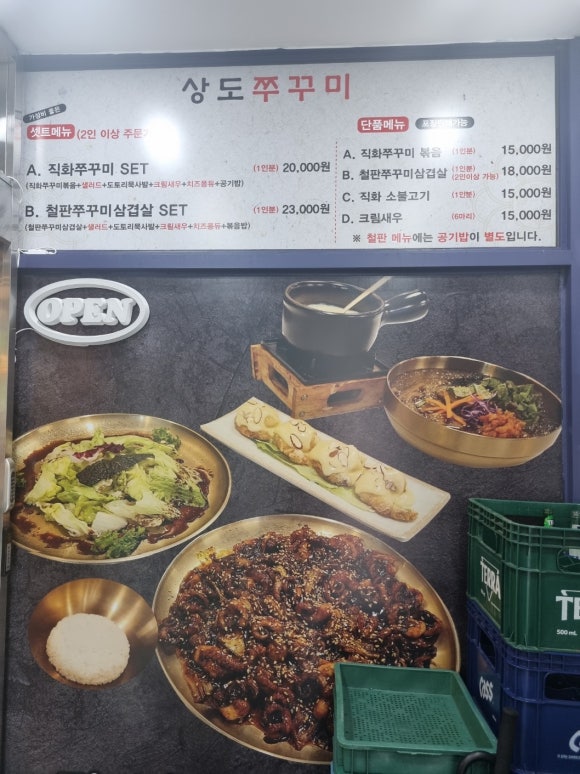 상도쭈꾸미
가성비 좋은
셋트메뉴 (2인 이상 주문
A. 직화쭈꾸미 SET (1인분) 20,000원
(직화쭈꾸미볶음+샐러드+도토리묵사발+크림새우+치즈퐁듀+공기밥)
B. 철판쭈꾸미삼겹살 SET (1인분) 23,000원
(철판쭈꾸미삼겹살+샐러드+도토리묵사발+크림새우+치즈퐁듀+볶음밥)
단품메뉴 포장 가능
A. 직화쭈꾸미 볶음 (1인분) 15,000원
B. 철판쭈꾸미삼겹살 (1인분) (2인이상 가능) 18,000원
C. 직화 소불고기 (1인분) 15,000원
D. 크림새우 (6마리) 15,000원
※ 철판 메뉴에는 공기밥이 별도입니다.
OPEN
TERRA
TE
500 mL
Cass